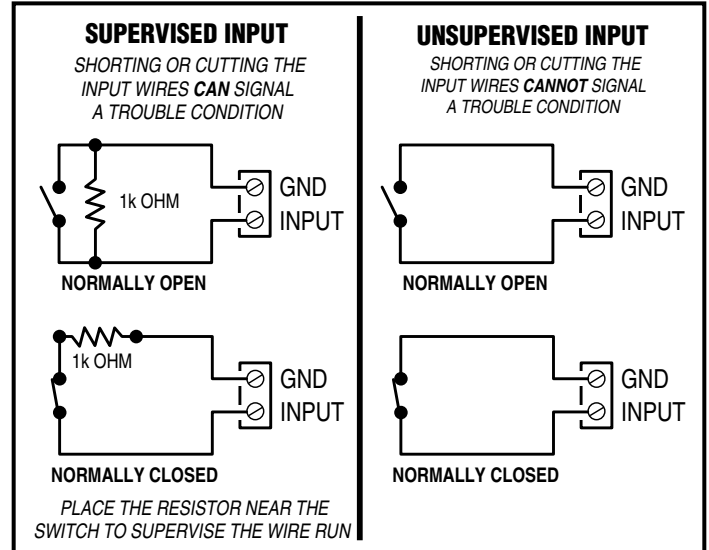 SUPERVISED INPUT
SHORTING OR CUTTING THE
INPUT WIRES CAN SIGNAL
A TROUBLE CONDITION
1k OHM
GND
INPUT
NORMALLY OPEN
1k OHM
GND
INPUT
NORMALLY CLOSED
PLACE THE RESISTOR NEAR THE
SWITCH TO SUPERVISE THE WIRE RUN
UNSUPERVISED INPUT
SHORTING OR CUTTING THE
INPUT WIRES CANNOT SIGNAL
A TROUBLE CONDITION
GND
INPUT
NORMALLY OPEN
GND
INPUT
NORMALLY CLOSED